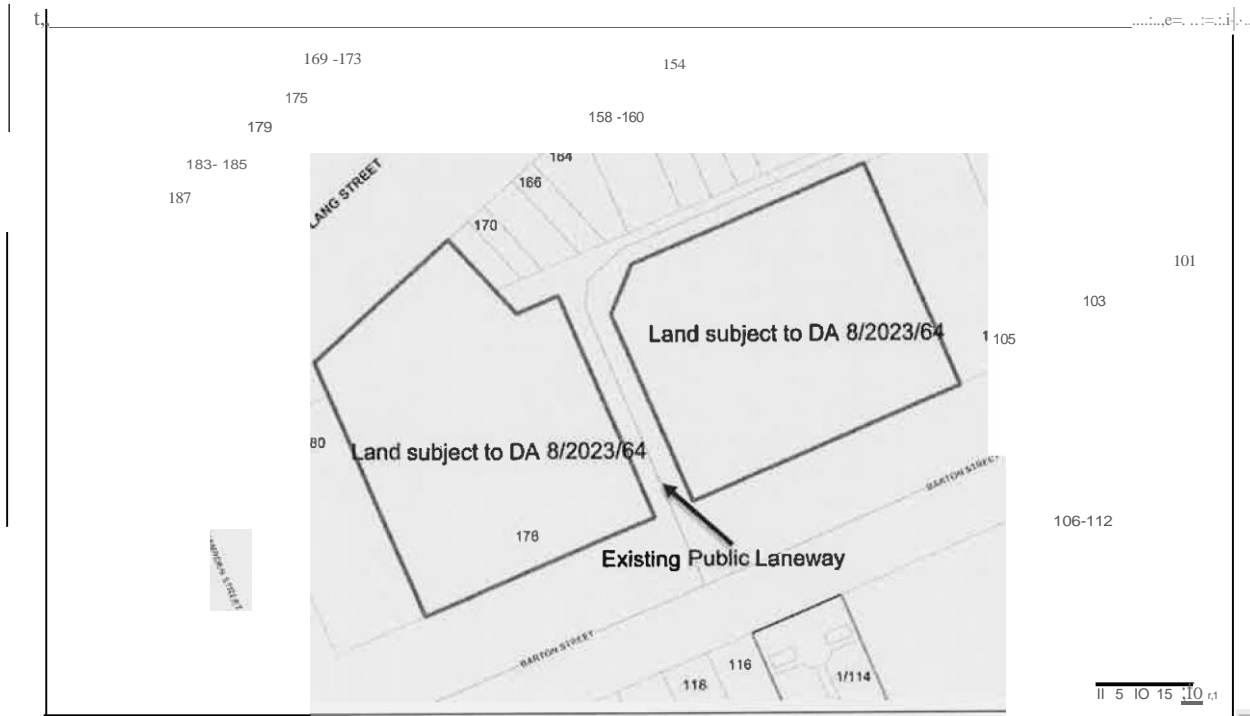 169 -173
154
175
158 -160
179
183- 185
187
LANG STREET
164
166
170
101
103
Land subject to DA 8/2023/64
105
80
Land subject to DA 8/2023/64
BARTON STREET
106-112
178
Existing Public Laneway
BARTON STREET
116
118
1/114
II 5 IO 15